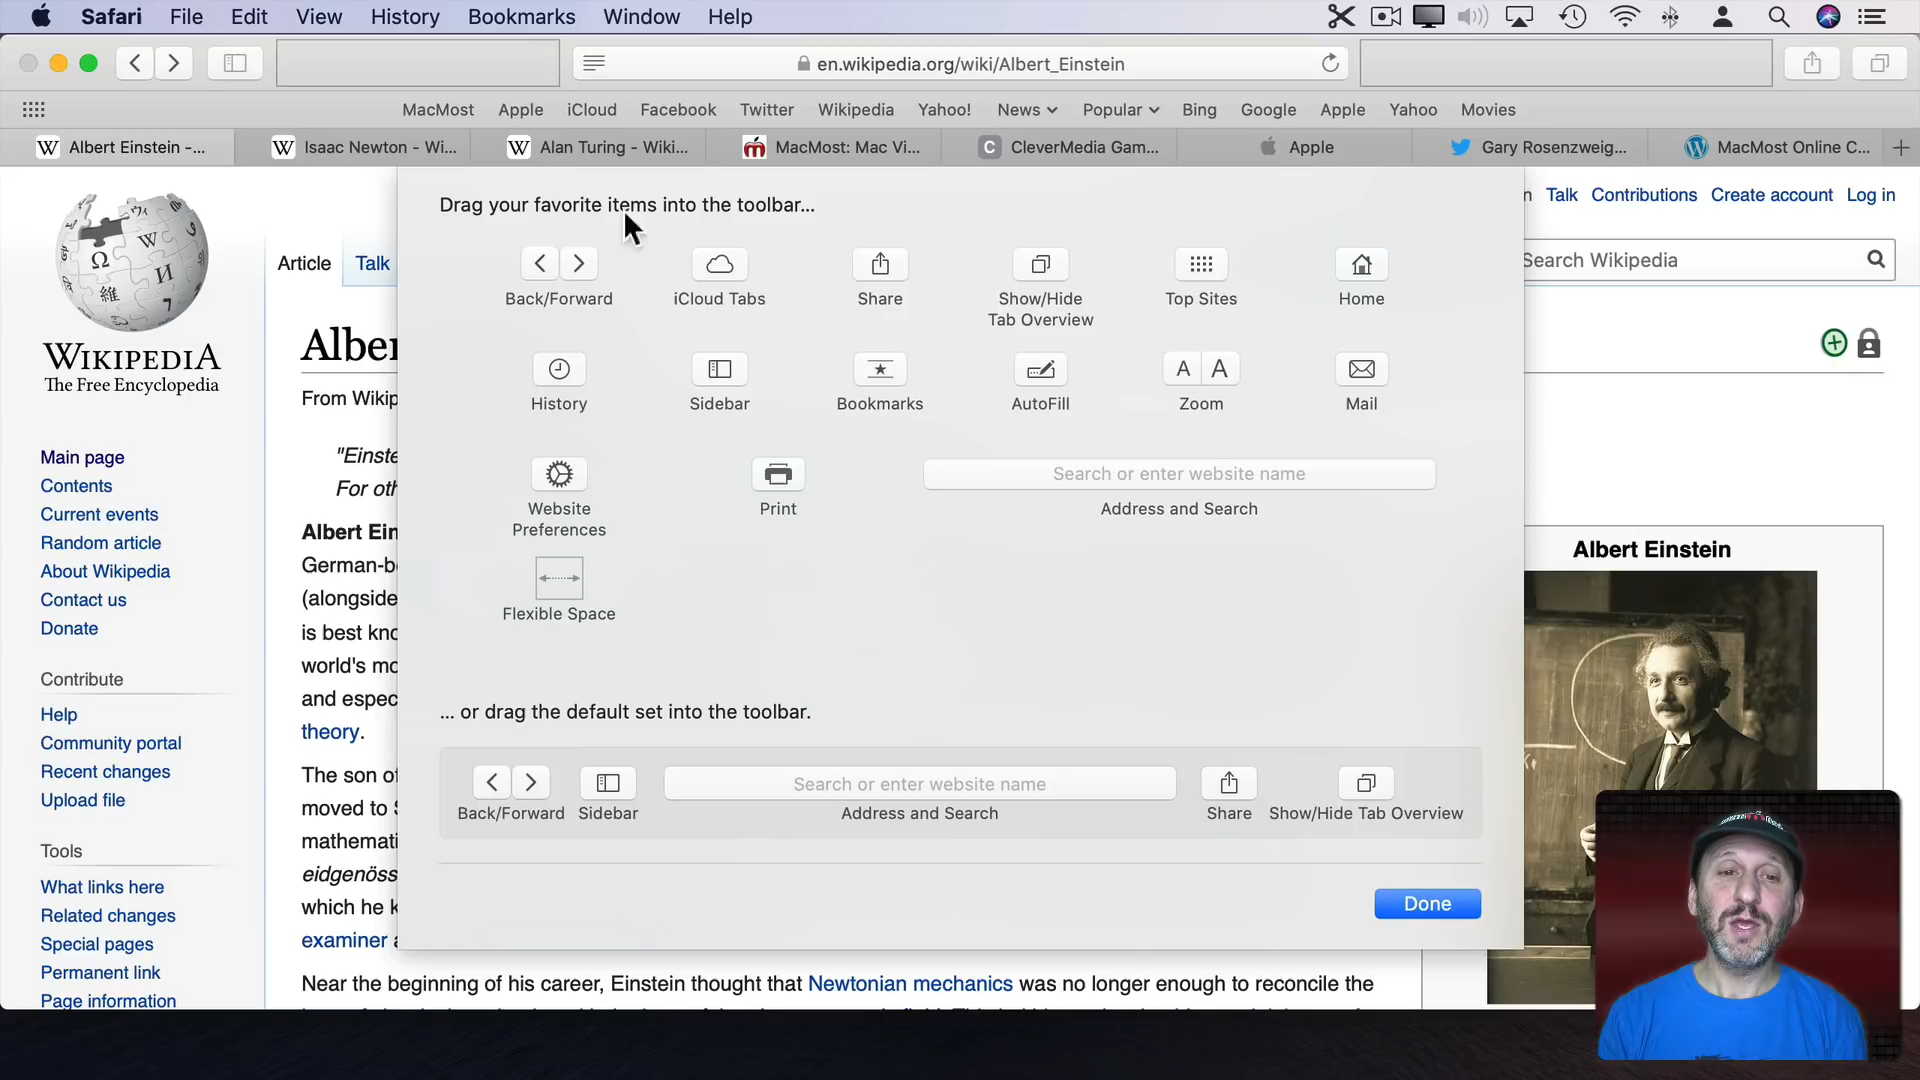 Safari File Edit View History Bookmarks Window Help
en.wikipedia.org/wiki/Albert_Einstein
MacMost Apple iCloud Facebook Twitter Wikipedia Yahoo! News Popular Bing Google Apple Yahoo Movies
W Albert Einstein -... W Isaac Newton - Wi... W Alan Turing - Wiki... m MacMost: Mac Vi... C CleverMedia Gam... Apple Gary Rosenzweig... MacMost Online C...
Talk Contributions Create account Log in
Drag your favorite items into the toolbar...
Article Talk
Search Wikipedia
Back/Forward iCloud Tabs Share Show/Hide Tab Overview Top Sites Home
WIKIPEDIA
The Free Encyclopedia
From Wikip
History Sidebar Bookmarks AutoFill A A Zoom Mail
Main page
Contents
Current events
Random article
About Wikipedia
Contact us
Donate
Contribute
Help
Community portal
Recent changes
Upload file
Tools
What links here
Related changes
Special pages
Permanent link
Page information
Alber
"Einste
For oth
Albert Ein
German-b
(alongside
is best kno
world's mo
and espec
theory.
The son of
moved to S
mathemati
eidgenöss
which he k
examiner a
Near the beginning of his career, Einstein thought that Newtonian mechanics was no longer enough to reconcile the
Search or enter website name
Website Preferences Print Address and Search
Flexible Space
... or drag the default set into the toolbar.
Search or enter website name
Back/Forward Sidebar Address and Search Share Show/Hide Tab Overview
Done
Albert Einstein